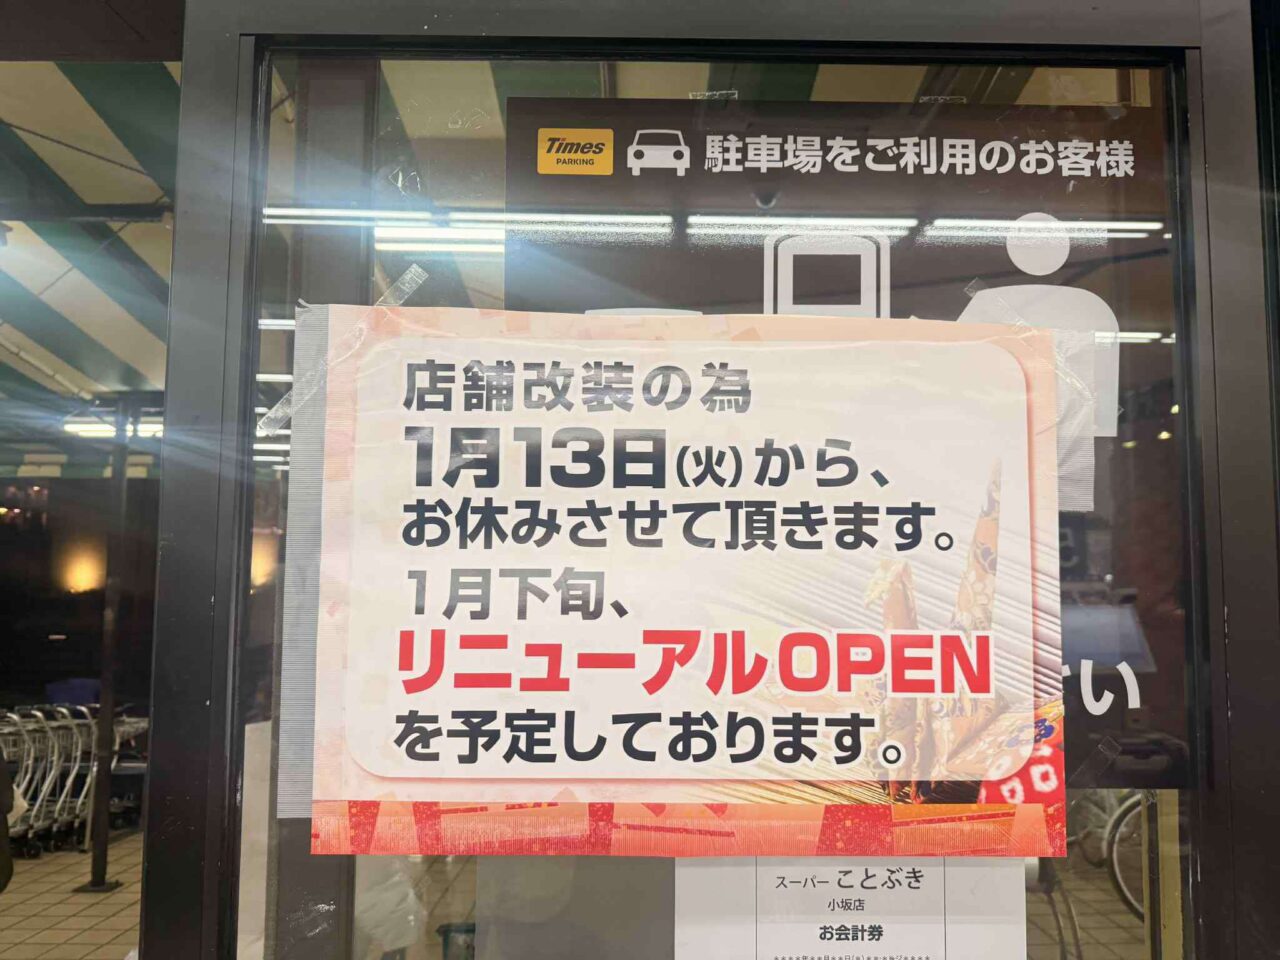 Times
PARKING
駐車場をご利用のお客様
店舗改装の為
1月13日(火)から、
お休みさせて頂きます。
1月下旬、
リニューアルOPEN
を予定しております。
さい
スーパー ことぶき
小坂店
お会計券